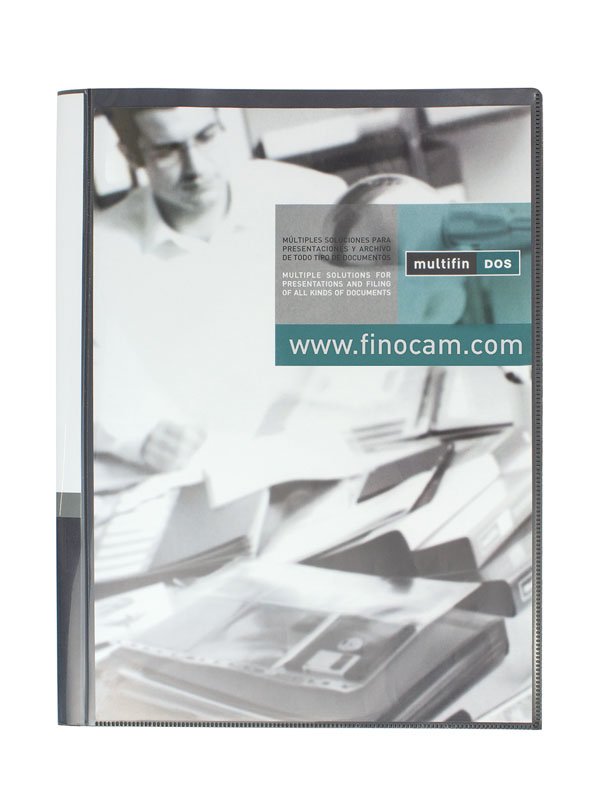 MÚLTIPLES SOLUCIONES PARA
PRESENTACIONES Y ARCHIVO
DE TODO TIPO DE DOCUMENTOS
MULTIPLE SOLUTIONS FOR
PRESENTATIONS AND FILING
OF ALL KINDS OF DOCUMENTS
multifin DOS
www.finocam.com